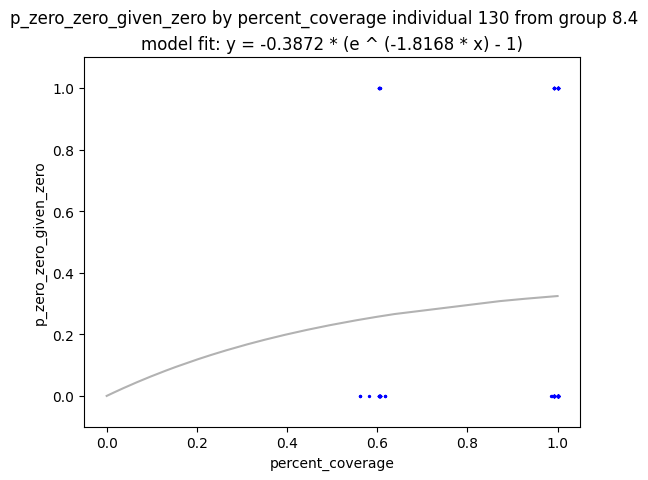 p_zero_zero_given_zero by percent_coverage individual 130 from group 8.4
model fit: y = -0.3872 * (e ^ (-1.8168 * x) - 1)
1.0
0.8
0.6
0.4
0.2
0.0
p_zero_zero_given_zero
0.0 0.2 0.4 0.6 0.8 1.0
percent_coverage